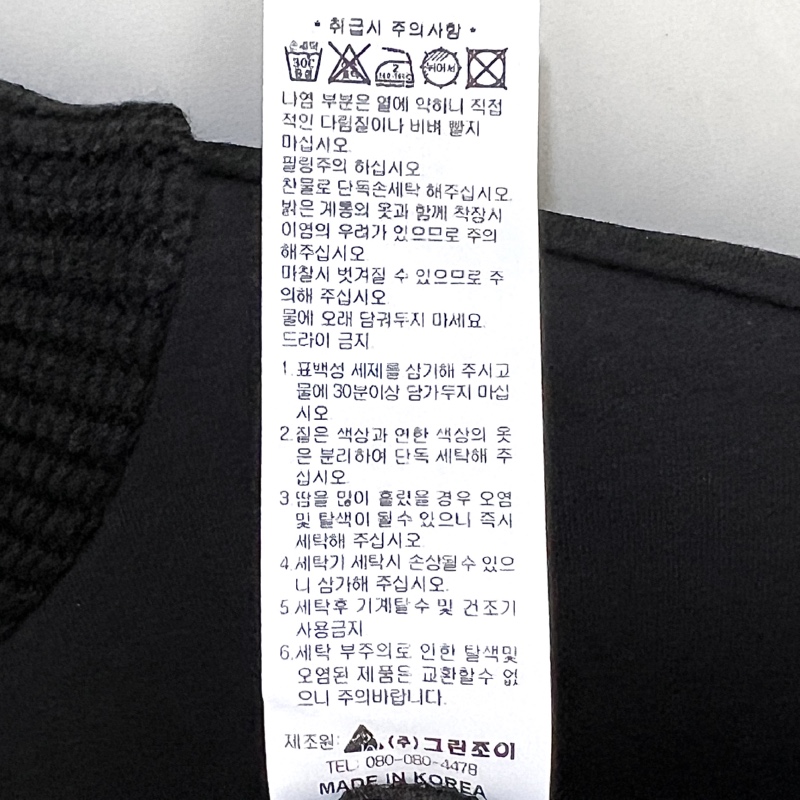 • 취급시 주의사항 •
손세탁
30℃
중성
염소
표백
2
140-160℃
뉘어서
나염 부분은 열에 약하니 직접
적인 다림질이나 비벼 빨지
마십시오.
필링주의 하십시오
찬물로 단독손세탁 해주십시오.
밝은 계통의 옷과 함께 착장시
이염의 우려가 있으므로 주의
해주십시오
마찰시 벗겨질 수 있으므로 주
의해 주십시오
물에 오래 담궈두지 마세요.
드라이 금지.
1.표백성 세제를 삼가해 주시고
물에 30분이상 담가두지 마십
시오
2.짙은 색상과 연한 색상의 옷
은 분리하여 단독 세탁해 주
십시오.
3.땀을 많이 흘렸을 경우 오염
및 탈색이 될수 있으니 즉시
세탁해 주십시오.
4.세탁기 세탁시 손상될수 있으
니 삼가해 주십시오.
5.세탁후 기계탈수 및 건조기
사용금지
6.세탁 부주의로 인한 탈색및
오염된 제품은 교환할수 없
으니 주의바랍니다.
제조원: (주)그린조이
TEL: 080-080-4479
MADE IN KOREA